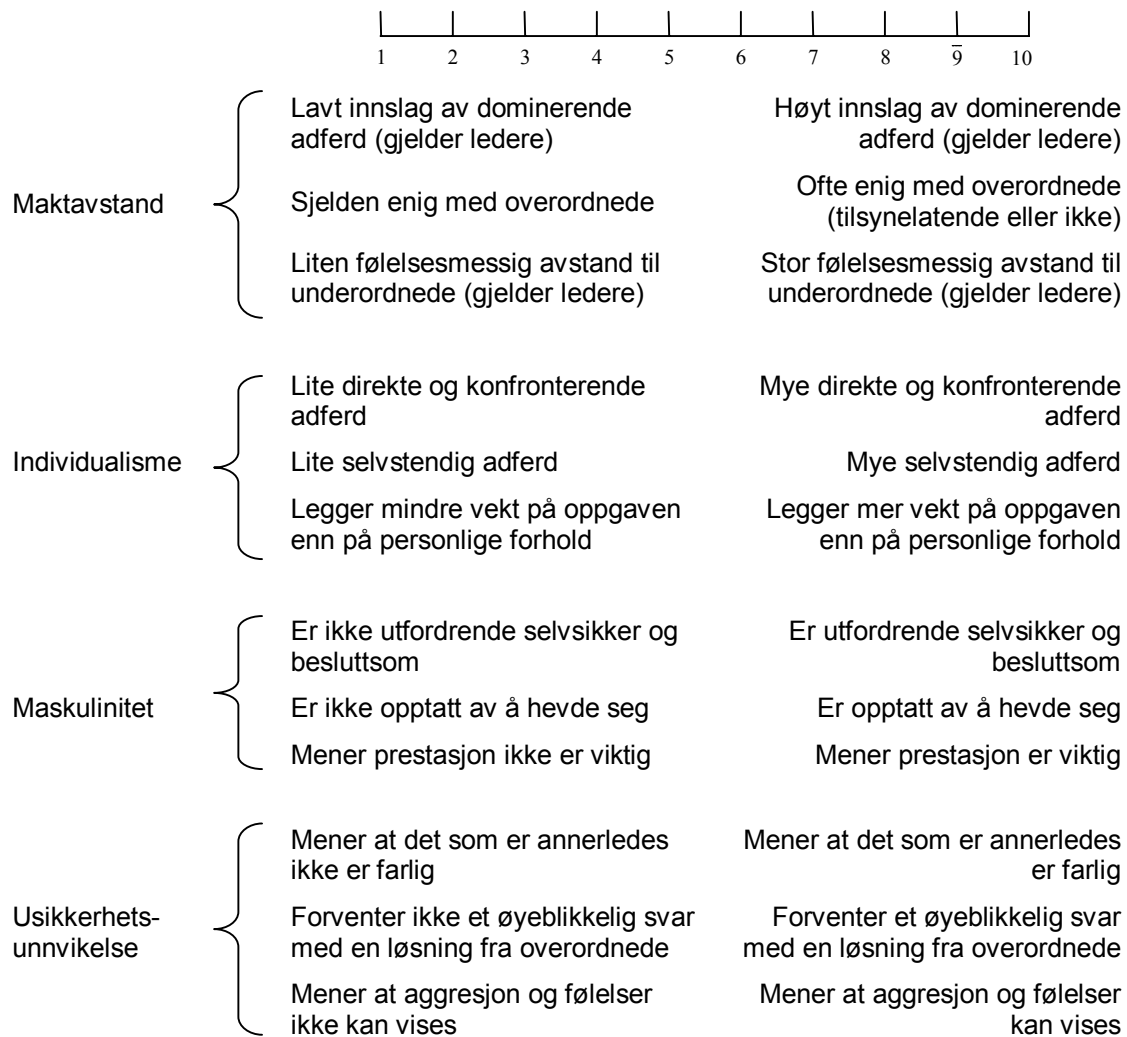 1 2 3 4 5 6 7 8 9 10
Lavt innslag av dominerende
adferd (gjelder ledere)
Høyt innslag av dominerende
adferd (gjelder ledere)
Maktavstand
Sjelden enig med overordnede
Ofte enig med overordnede
(tilsynelatende eller ikke)
Liten følelsesmessig avstand til
underordnede (gjelder ledere)
Stor følelsesmessig avstand til
underordnede (gjelder ledere)
Lite direkte og konfronterende
adferd
Mye direkte og konfronterende
adferd
Individualisme
Lite selvstendig adferd
Mye selvstendig adferd
Legger mindre vekt på oppgaven
enn på personlige forhold
Legger mer vekt på oppgaven
enn på personlige forhold
Er ikke utfordrende selvsikker og
besluttsom
Er utfordrende selvsikker og
besluttsom
Maskulinitet
Er ikke opptatt av å hevde seg
Er opptatt av å hevde seg
Mener prestasjon ikke er viktig
Mener prestasjon er viktig
Mener at det som er annerledes
ikke er farlig
Mener at det som er annerledes
er farlig
Usikkerhets-
unnvikelse
Forventer ikke et øyeblikkelig svar
med en løsning fra overordnede
Forventer et øyeblikkelig svar
med en løsning fra overordnede
Mener at aggresjon og følelser
ikke kan vises
Mener at aggresjon og følelser
kan vises